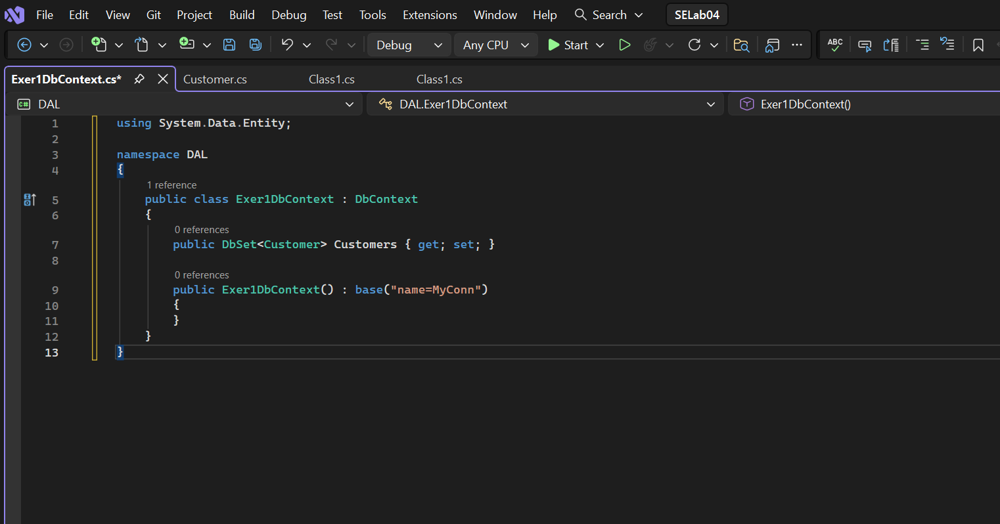 File Edit View Git Project Build Debug Test Tools Extensions Window Help Search SELab04
Debug Any CPU Start ABC
Exer1DbContext.cs* Customer.cs Class1.cs Class1.cs
C# DAL DAL.Exer1DbContext Exer1DbContext()
1 using System.Data.Entity;
2
3 namespace DAL
4 {
1 reference
5 public class Exer1DbContext : DbContext
6 {
0 references
7 public DbSet<Customer> Customers { get; set; }
8
0 references
9 public Exer1DbContext() : base("name=MyConn")
10 {
11 }
12 }
13 }